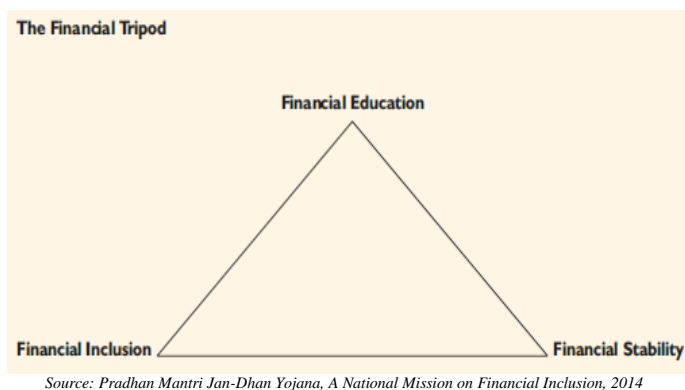 The Financial Tripod
Financial Education
Financial Inclusion
Financial Stability
Source: Pradhan Mantri Jan-Dhan Yojana, A National Mission on Financial Inclusion, 2014